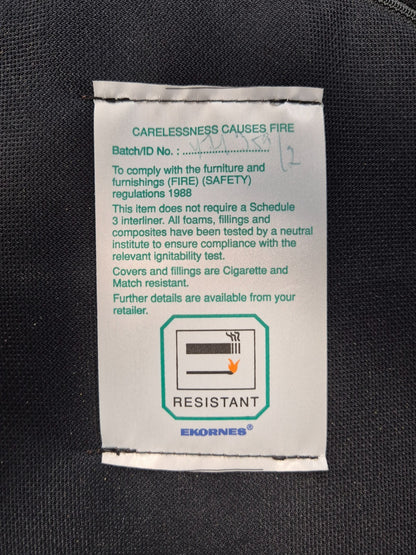 CARELESSNESS CAUSES FIRE
Batch/ID No. :
To comply with the furniture and
furnishings (FIRE) (SAFETY)
regulations 1988
This item does not require a Schedule
3 interliner. All foams, fillings and
composites have been tested by a neutral
institute to ensure compliance with the
relevant ignitability test.
Covers and fillings are Cigarette and
Match resistant.
Further details are available from your
retailer.
RESISTANT
EKORNES®